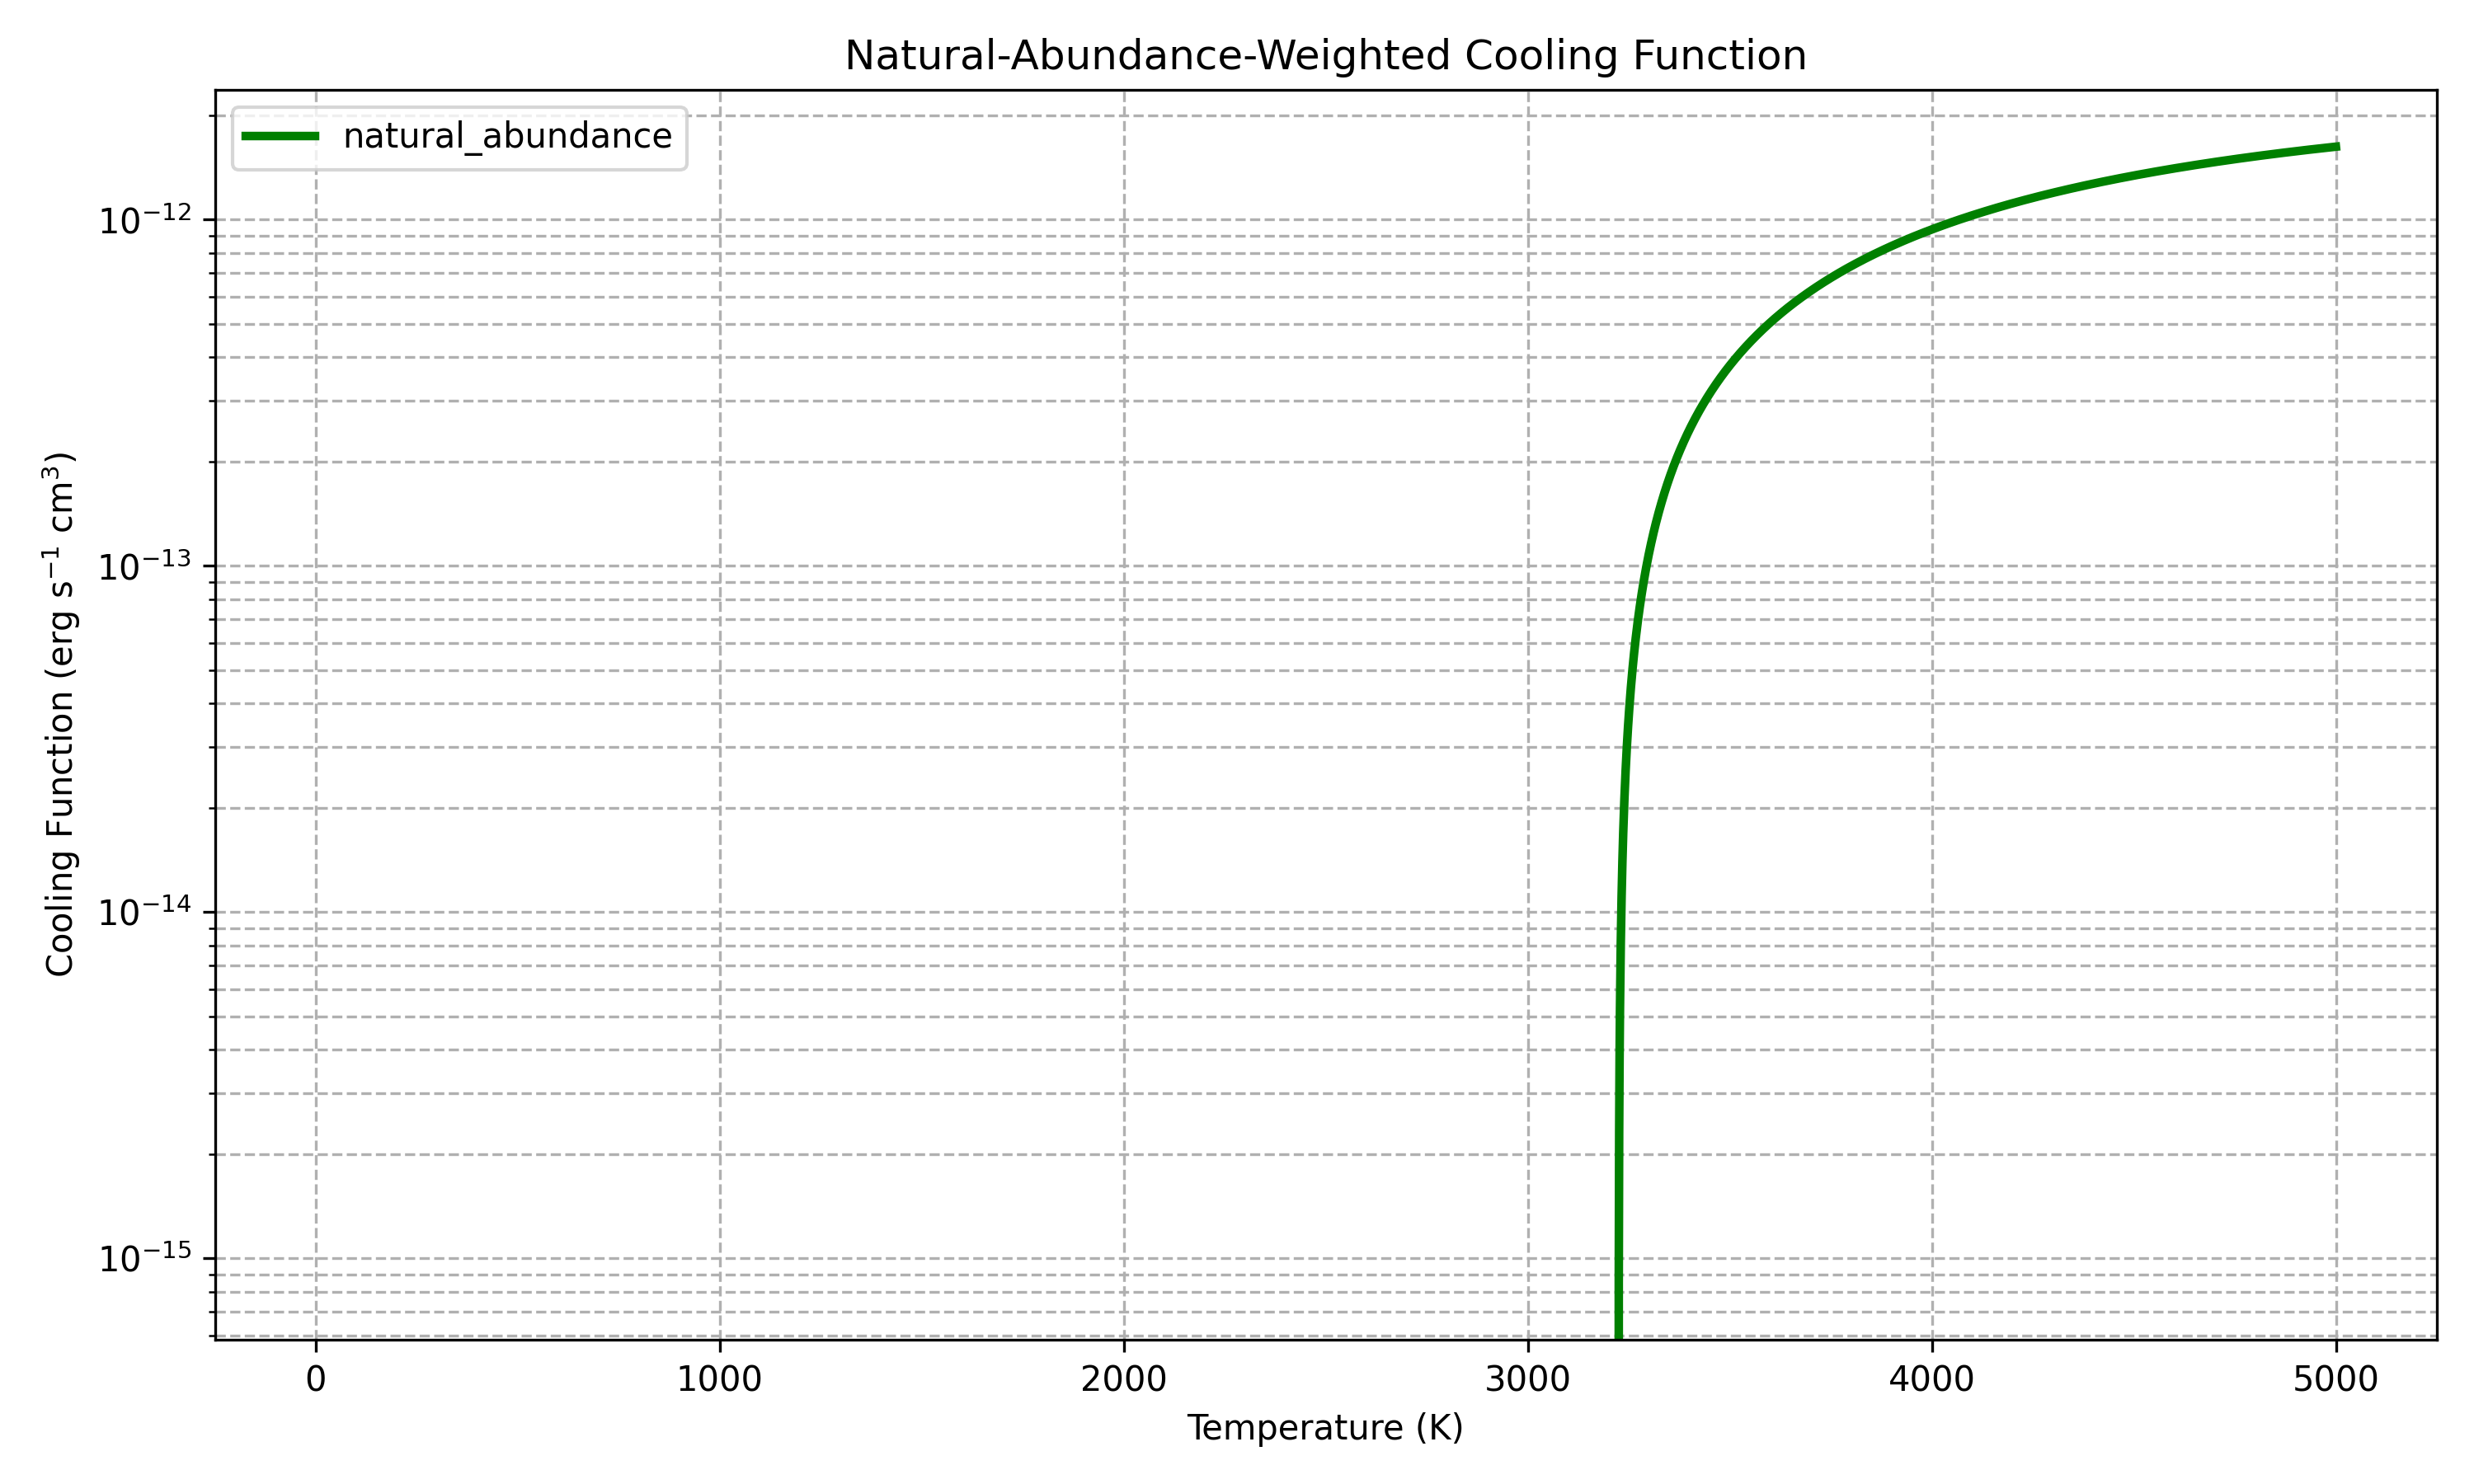 Natural-Abundance-Weighted Cooling Function
natural_abundance
Cooling Function (erg s⁻¹ cm³)
10⁻¹²
10⁻¹³
10⁻¹⁴
10⁻¹⁵
0 1000 2000 3000 4000 5000
Temperature (K)